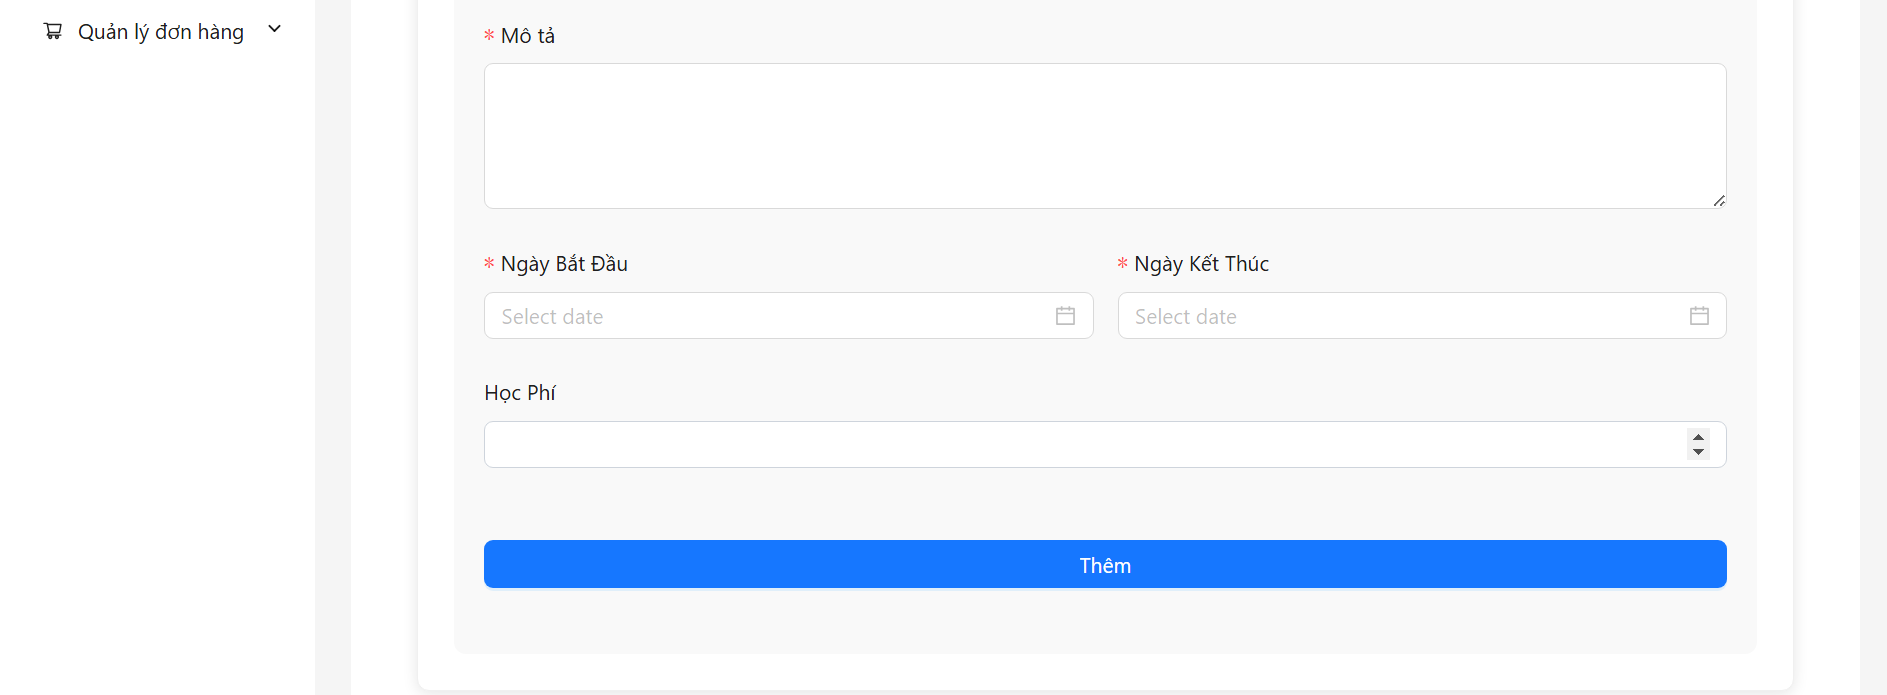 Quản lý đơn hàng
* Mô tả
* Ngày Bắt Đầu
* Ngày Kết Thúc
Select date
Select date
Học Phí
Thêm